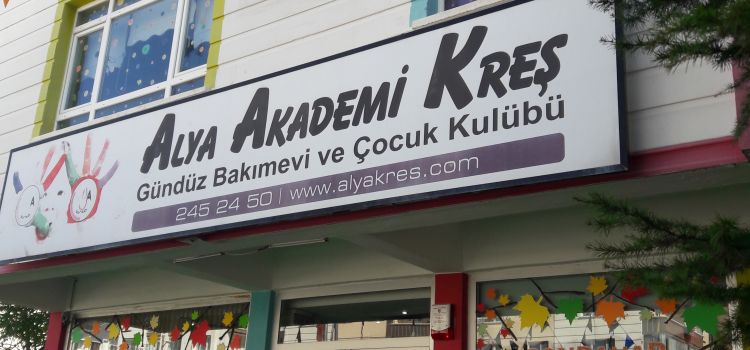 ALYA AKADEMİ KREŞ
Gündüz Bakımevi ve Çocuk Kulübü
245 24 50 | www.alyakres.com